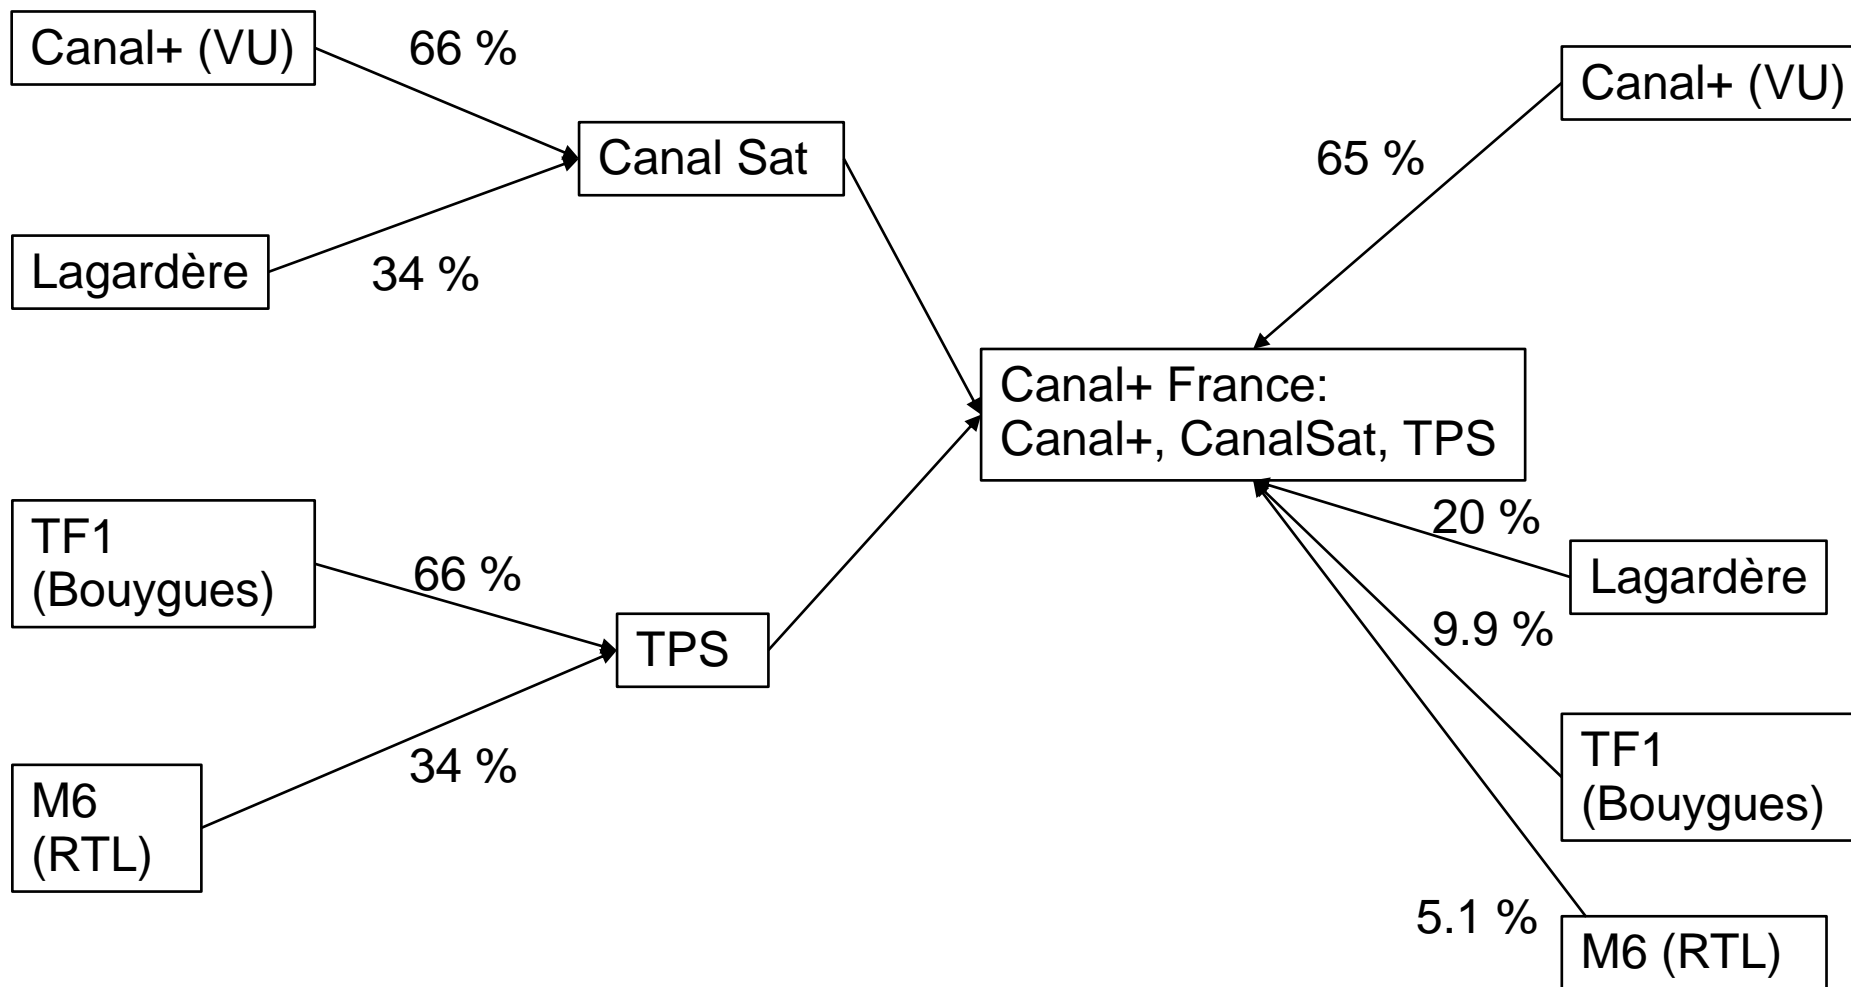 Canal+ (VU)
66 %
Canal Sat
Lagardère
34 %
TF1
(Bouygues)
66 %
TPS
M6
(RTL)
34 %
Canal+ France:
Canal+, CanalSat, TPS
Canal+ (VU)
65 %
20 %
Lagardère
9.9 %
TF1
(Bouygues)
5.1 %
M6 (RTL)